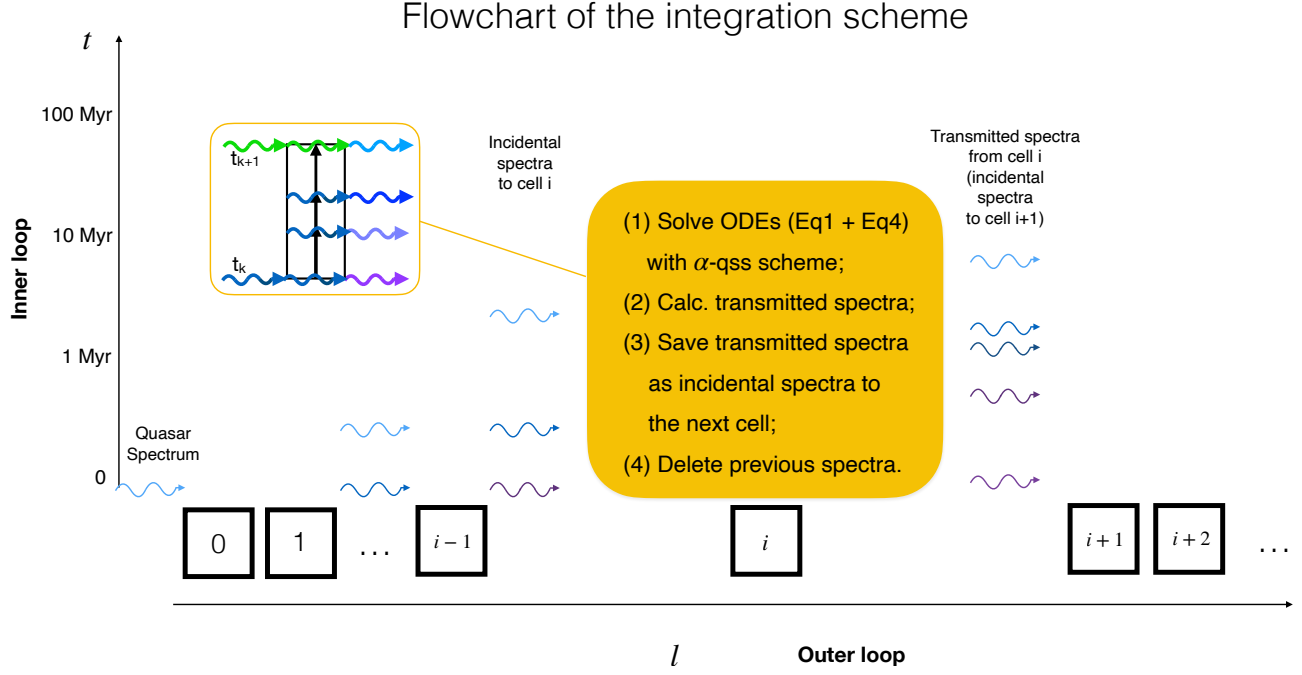 Flowchart of the integration scheme
t
100 Myr
10 Myr
1 Myr
0
Inner loop
t_{k+1}
t_k
Quasar
Spectrum
Incidental
spectra
to cell i
(1) Solve ODEs (Eq1 + Eq4)
with α-qss scheme;
(2) Calc. transmitted spectra;
(3) Save transmitted spectra
as incidental spectra to
the next cell;
(4) Delete previous spectra.
Transmitted spectra
from cell i
(incidental
spectra
to cell i+1)
0 1 ... i − 1 i i + 1 i + 2 ...
l Outer loop